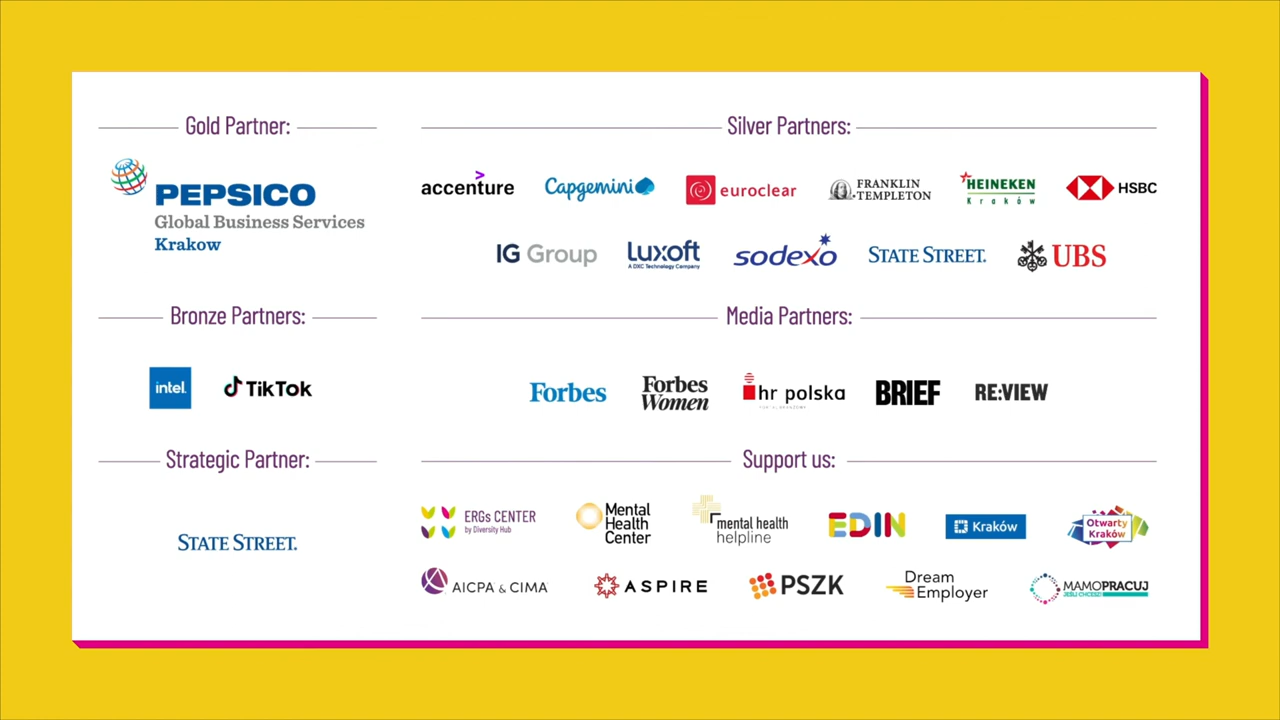 Gold Partner:
PEPSICO
Global Business Services
Krakow
Silver Partners:
accenture
Capgemini
euroclear
FRANKLIN
TEMPLETON
HEINEKEN
Kraków
HSBC
IG Group
Luxoft
A DXC Technology Company
sodexo
STATE STREET.
UBS
Bronze Partners:
intel.
TikTok
Media Partners:
Forbes
Forbes
Women
hr polska
BRIEF
RE:VIEW
Strategic Partner:
STATE STREET.
Support us:
ERGs CENTER
by Diversity Hub
Mental
Health
Center
mental health
helpline
EDIN
Kraków
Otwarty
Kraków
AICPA & CIMA
ASPIRE
PSZK
Dream
Employer
MAMOPRACUJ
JEŚLI CHCESZ!